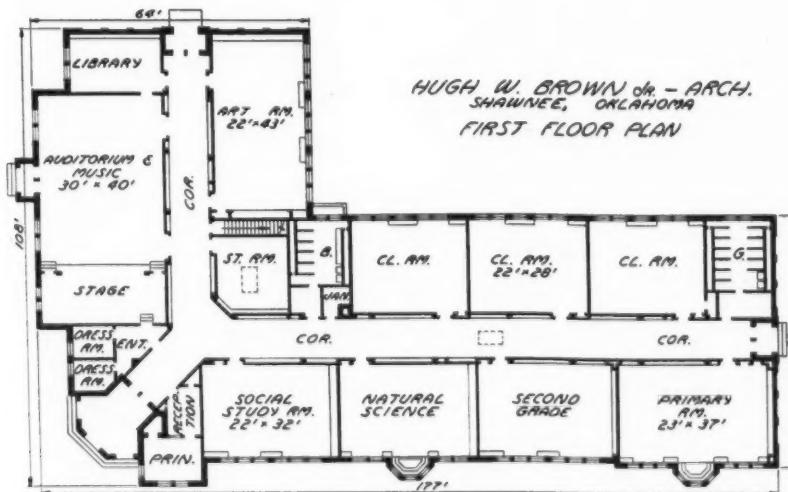 64'
HUGH W. BROWN JR. - ARCH.
SHAWNEE, OKLAHOMA
FIRST FLOOR PLAN
LIBRARY
ART RM.
22'×43'
AUDITORIUM &
MUSIC
30' × 40'
COR.
108'
STAGE
ST. RM.
B.
JAN.
CL. RM.
CL. RM.
22'×28'
CL. RM.
G.
DRESS
RM.
ENT.
DRESS
RM.
COR.
COR.
RECEP-
TION
PRIN.
SOCIAL
STUDY RM.
22'×32'
NATURAL
SCIENCE
SECOND
GRADE
PRIMARY
RM.
23'×37'
177'